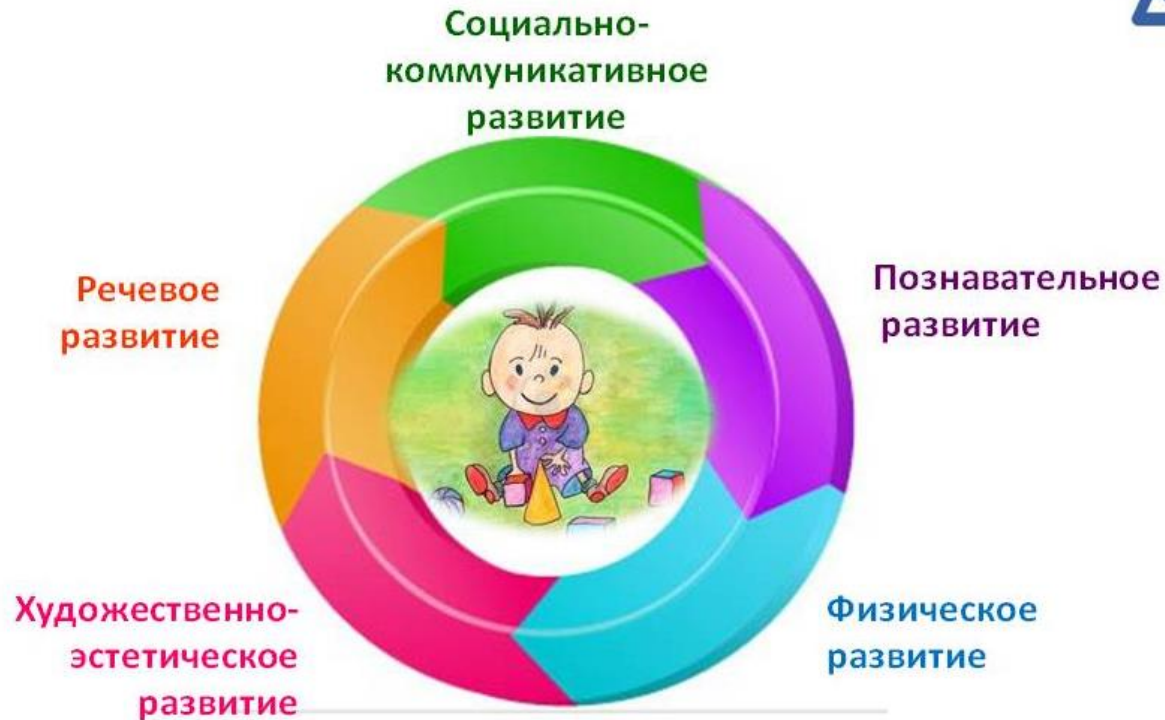 Социально-
коммуникативное
развитие
Речевое
развитие
Познавательное
развитие
Художественно-
эстетическое
развитие
Физическое
развитие